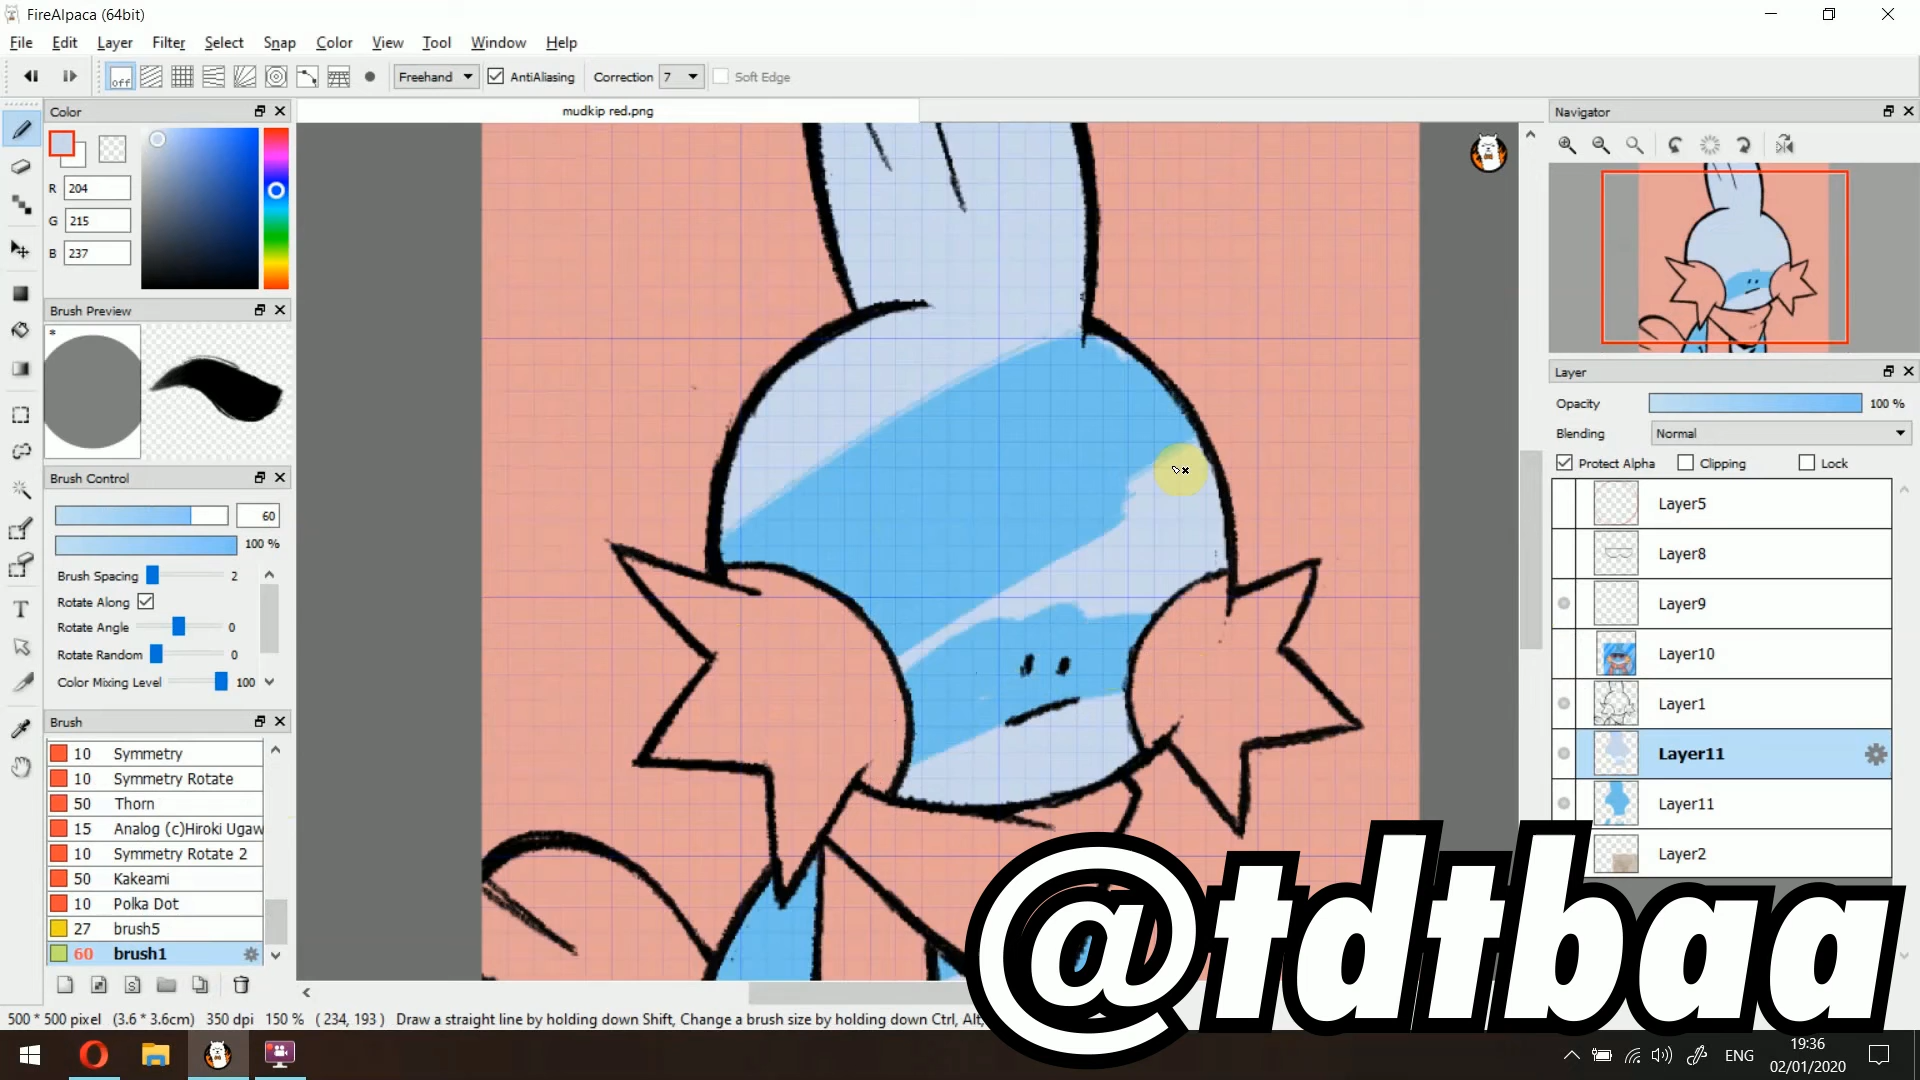 FireAlpaca (64bit)
File Edit Layer Filter Select Snap Color View Tool Window Help
off Freehand AntiAliasing Correction 7 Soft Edge
Color
mudkip red.png
Navigator
R 204
G 215
B 237
Brush Preview
*
Layer
Opacity 100 %
Blending Normal
Protect Alpha Clipping Lock
Brush Control
60
100 %
Brush Spacing 2
Rotate Along
Rotate Angle 0
Rotate Random 0
Color Mixing Level 100
Layer5
Layer8
Layer9
Layer10
Layer1
Layer11
Layer11
Layer2
Brush
10 Symmetry
10 Symmetry Rotate
50 Thorn
15 Analog (c)Hiroki Ugaw
10 Symmetry Rotate 2
50 Kakeami
10 Polka Dot
27 brush5
60 brush1
@tdtbaa
500 * 500 pixel (3.6 * 3.6cm) 350 dpi 150 % ( 234, 193 ) Draw a straight line by holding down Shift, Change a brush size by holding down Ctrl, Alt,
T
ENG
19:36
02/01/2020